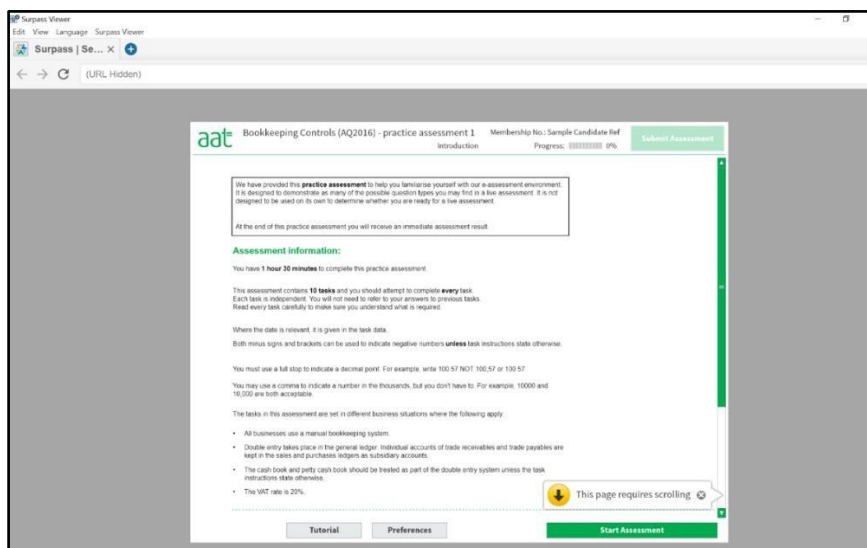 Surpass Viewer
Edit View Language Surpass Viewer
Surpass | Se...
(URL Hidden)
aat
Bookkeeping Controls (AQ2016) - practice assessment 1
Membership No.: Sample Candidate Ref
Submit Assessment
Introduction
Progress: 0%
We have provided this practice assessment to help you familiarise yourself with our e-assessment environment.
It is designed to demonstrate as many of the possible question types you may find in a live assessment. It is not
designed to be used on its own to determine whether you are ready for a live assessment.
At the end of this practice assessment you will receive an immediate assessment result.
Assessment information:
You have 1 hour 30 minutes to complete this practice assessment.
This assessment contains 10 tasks and you should attempt to complete every task.
Each task is independent. You will not need to refer to your answers to previous tasks.
Read every task carefully to make sure you understand what is required.
Where the date is relevant, it is given in the task data.
Both minus signs and brackets can be used to indicate negative numbers unless task instructions state otherwise.
You must use a full stop to indicate a decimal point. For example, write 100.57 NOT 100,57 or 100 57
You may use a comma to indicate a number in the thousands, but you don't have to. For example, 10000 and
10,000 are both acceptable.
The tasks in this assessment are set in different business situations where the following apply
• All businesses use a manual bookkeeping system.
• Double entry takes place in the general ledger. Individual accounts of trade receivables and trade payables are
kept in the sales and purchases ledgers as subsidiary accounts.
• The cash book and petty cash book should be treated as part of the double entry system unless the task
instructions state otherwise.
• The VAT rate is 20%.
This page requires scrolling
Tutorial
Preferences
Start Assessment